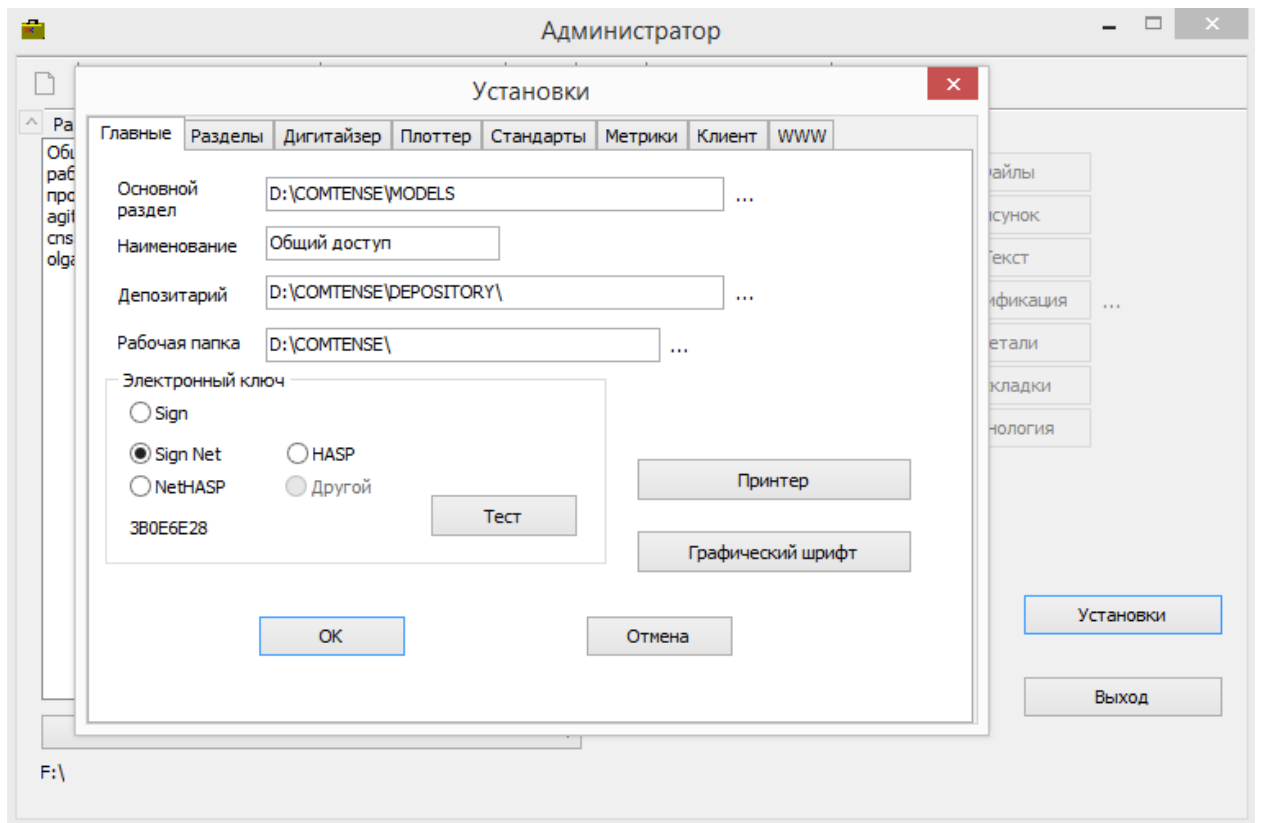 Администратор
Установки
Главные Разделы Дигитайзер Плоттер Стандарты Метрики Клиент WWW
Основной
раздел
D:\COMTENSE\MODELS ...
Наименование Общий доступ
Депозитарий D:\COMTENSE\DEPOSITORY\ ...
Рабочая папка D:\COMTENSE\ ...
Электронный ключ
Sign
Sign Net HASP
NetHASP Другой
3B0E6E28
Тест
Принтер
Графический шрифт
OK Отмена
...
Установки
Выход
F:\